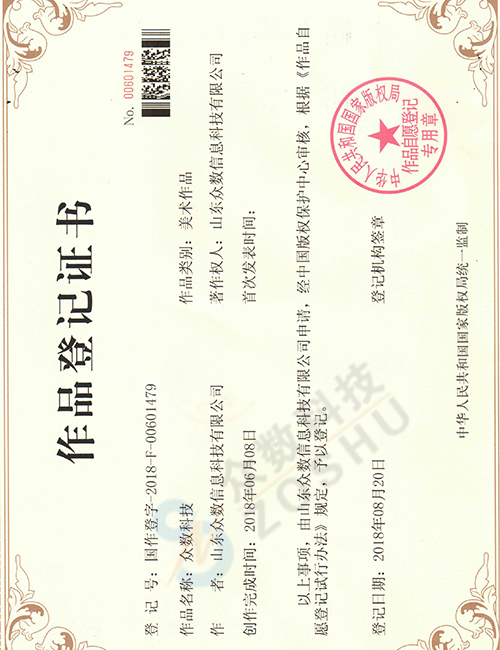 No. 00601479
作品登记证书
登 记 号：国作登字-2018-F-00601479
作品名称：众数科技 作品类别：美术作品
作 者：山东众数信息科技有限公司 著作权人：山东众数信息科技有限公司
创作完成时间：2018年06月08日 首次发表时间：
以上事项，由山东众数信息科技有限公司申请，经中国版权保护中心审核，根据《作品自
愿登记试行办法》规定，予以登记。
登记日期：2018年08月20日 登记机构签章
中华人民共和国国家版权局
作品自愿登记
专用章
中华人民共和国国家版权局统一监制
众数科技
ZOSHU